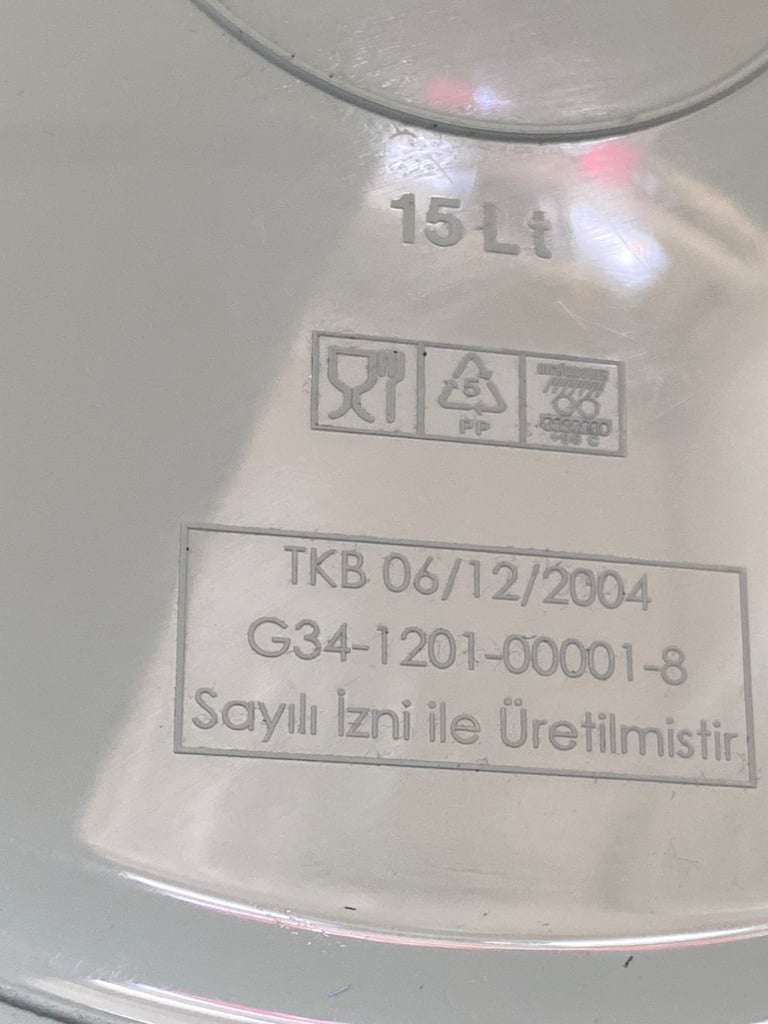 15 Lt
5
PP
TKB 06/12/2004
G34-1201-00001-8
Sayılı İzni ile Üretilmistir